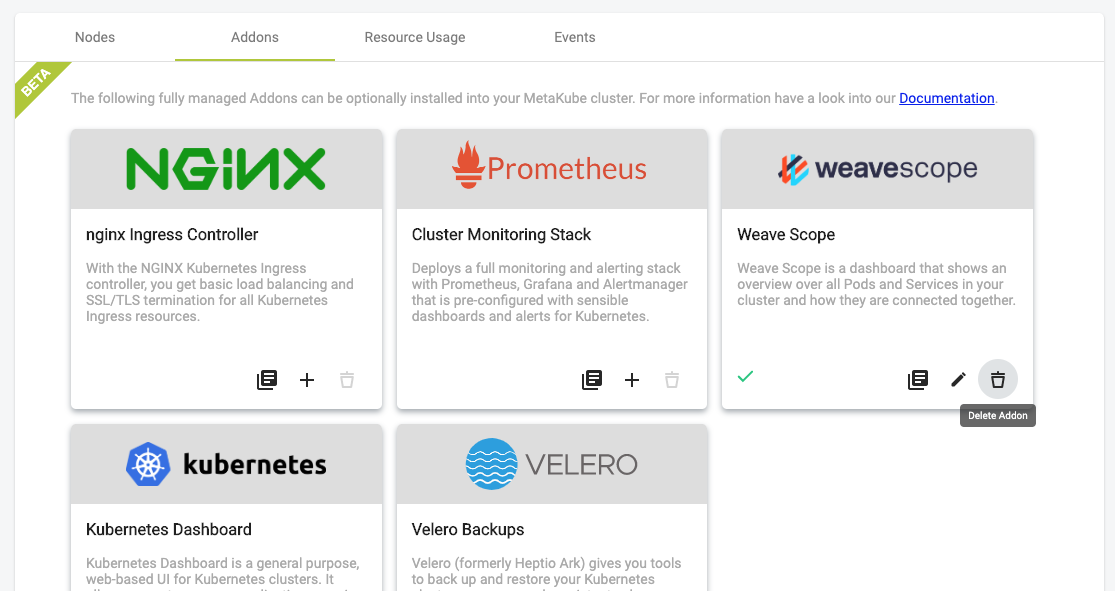 Nodes Addons Resource Usage Events
BETA
The following fully managed Addons can be optionally installed into your MetaKube cluster. For more information have a look into our Documentation.
NGINX
nginx Ingress Controller
With the NGINX Kubernetes Ingress
controller, you get basic load balancing and
SSL/TLS termination for all Kubernetes
Ingress resources.
Prometheus
Cluster Monitoring Stack
Deploys a full monitoring and alerting stack
with Prometheus, Grafana and Alertmanager
that is pre-configured with sensible
dashboards and alerts for Kubernetes.
weavescope
Weave Scope
Weave Scope is a dashboard that shows an
overview over all Pods and Services in your
cluster and how they are connected together.
Delete Addon
kubernetes
Kubernetes Dashboard
Kubernetes Dashboard is a general purpose,
web-based UI for Kubernetes clusters. It
VELERO
Velero Backups
Velero (formerly Heptio Ark) gives you tools
to back up and restore your Kubernetes